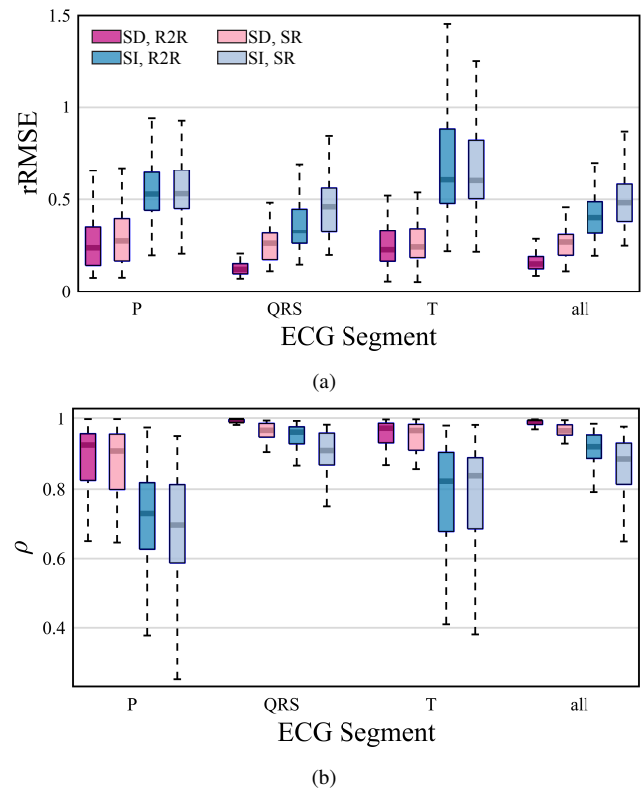 1.5
SD, R2R SD, SR
SI, R2R SI, SR
1
rRMSE
0.5
0
P QRS T all
ECG Segment
(a)
1
0.8
ρ
0.6
0.4
P QRS T all
ECG Segment
(b)